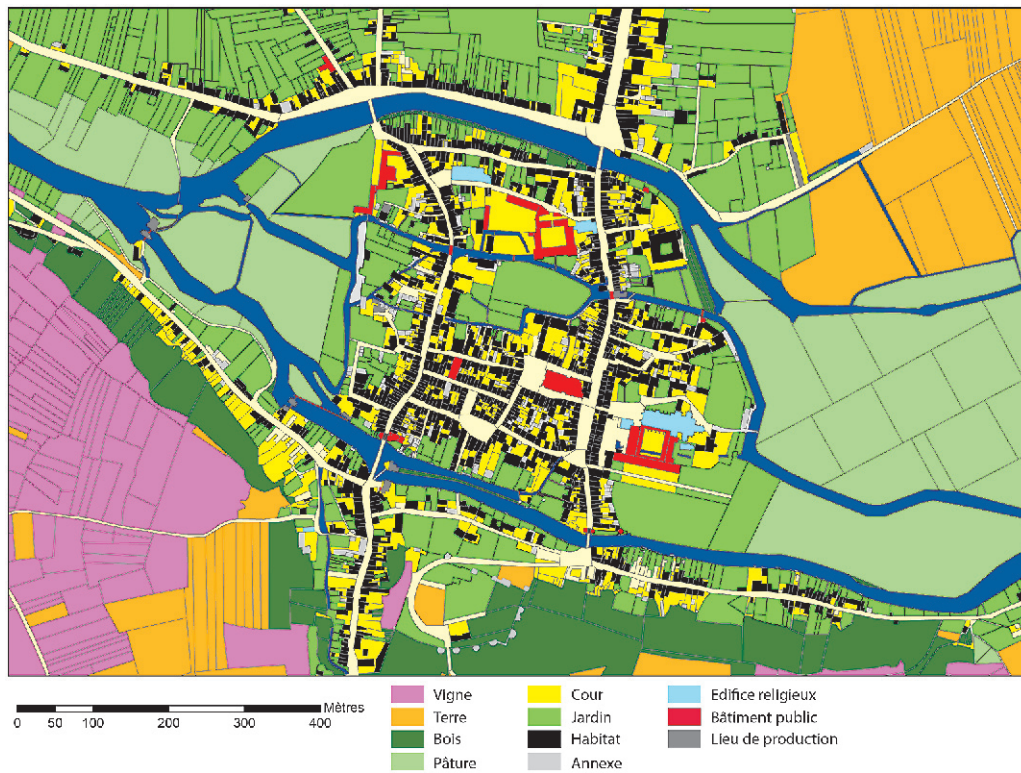 Mètres
0 50 100 200 300 400
Vigne
Terre
Bois
Pâture
Cour
Jardin
Habitat
Annexe
Edifice religieux
Bâtiment public
Lieu de production